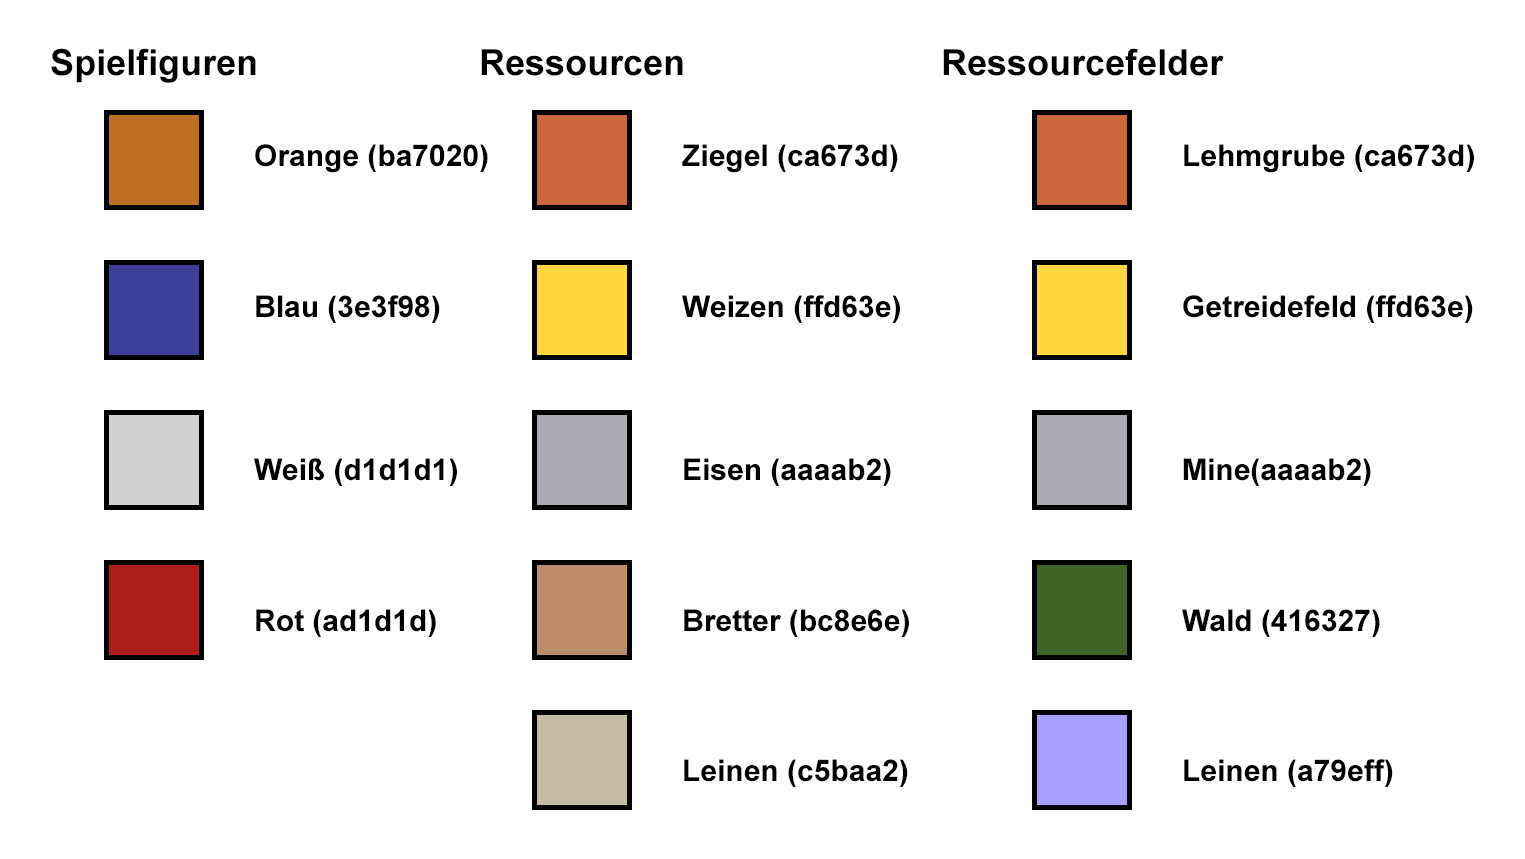 Spielfiguren
Orange (ba7020)
Blau (3e3f98)
Weiß (d1d1d1)
Rot (ad1d1d)
Ressourcen
Ziegel (ca673d)
Weizen (ffd63e)
Eisen (aaaab2)
Bretter (bc8e6e)
Leinen (c5baa2)
Ressourcefelder
Lehmgrube (ca673d)
Getreidefeld (ffd63e)
Mine(aaaab2)
Wald (416327)
Leinen (a79eff)